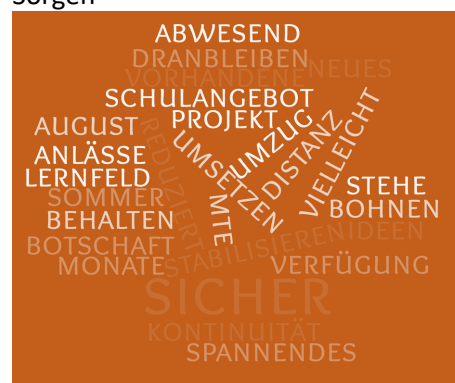 Sorgen
ABWESEND
DRANBLEIBEN
VORHANDENE
NEUES
SCHULANGEBOT
PROJEKT
AUGUST
REDUZIERT
UMSETZEN
UMZUG
DISTANZ
VIELLEICHT
ANLÄSSE
LERNFELD
SOMMER
STEHE
BOHNEN
BEHALTEN
MTE
BOTSCHAFT
MONATE
STABILISIEREN
IDEEN
VERFÜGUNG
SICHER
KONTINUITÄT
SPANNENDES